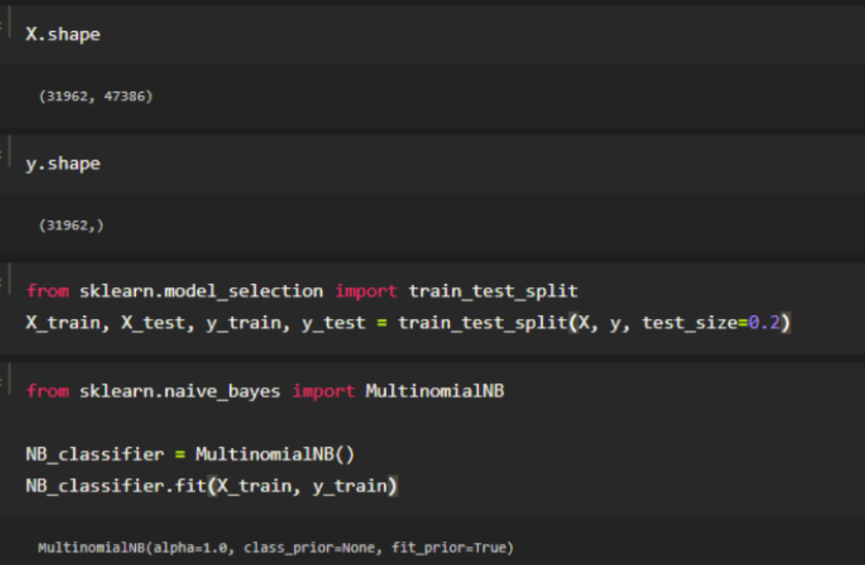 X.shape
(31962, 47386)
y.shape
(31962,)
from sklearn.model_selection import train_test_split
X_train, X_test, y_train, y_test = train_test_split(X, y, test_size=0.2)
from sklearn.naive_bayes import MultinomialNB
NB_classifier = MultinomialNB()
NB_classifier.fit(X_train, y_train)
MultinomialNB(alpha=1.0, class_prior=None, fit_prior=True)